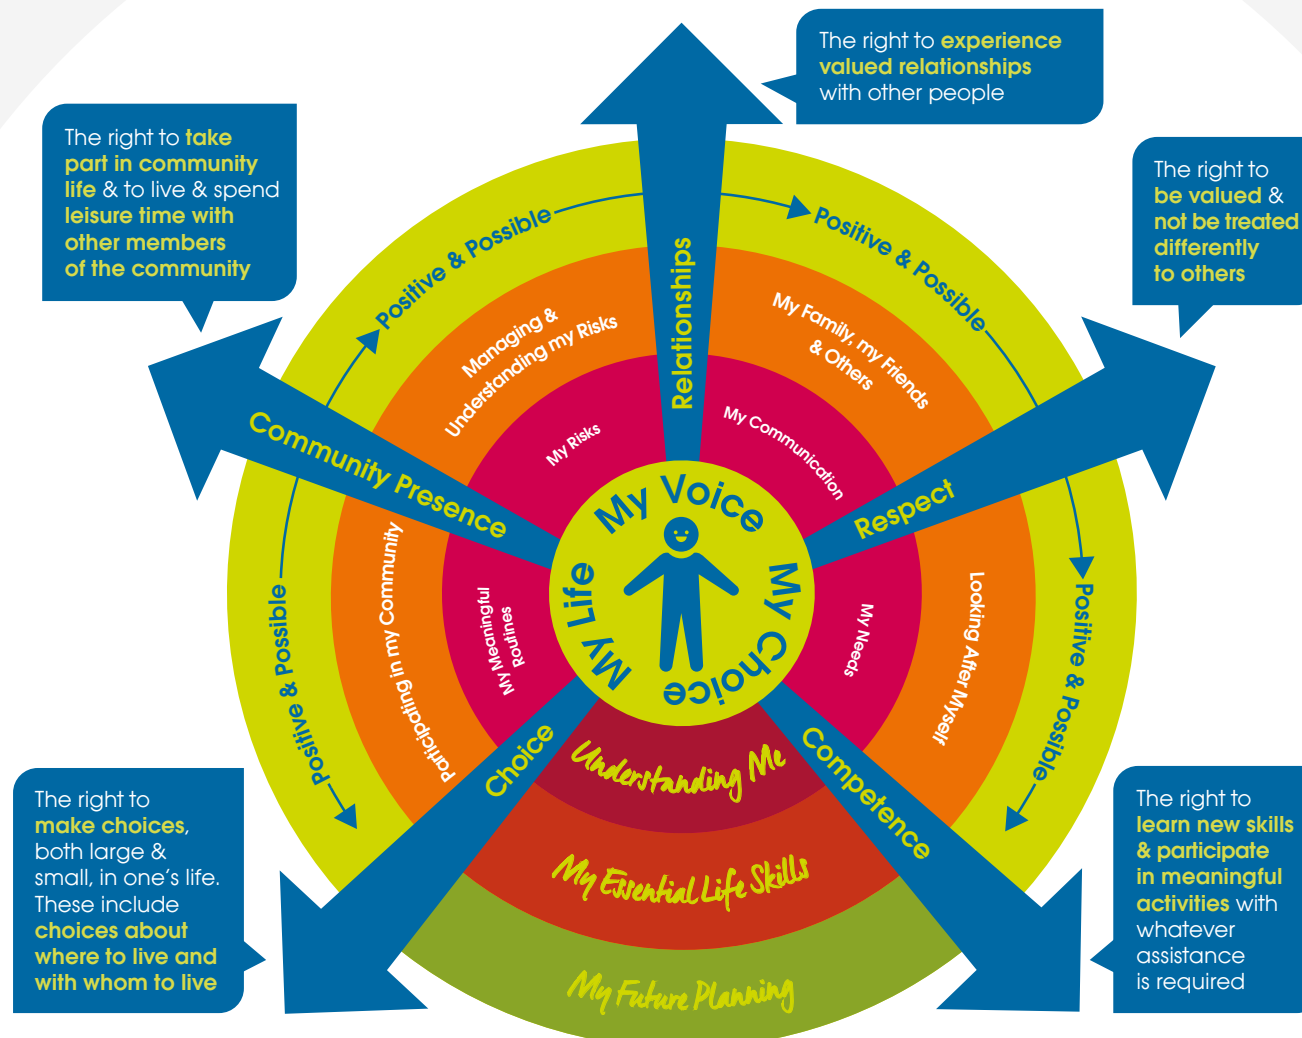 The right to experience
valued relationships
with other people
The right to take
part in community
life & to live & spend
leisure time with
other members
of the community
The right to
be valued &
not be treated
differently
to others
Positive & Possible
Positive & Possible
Relationships
Managing &
Understanding my Risks
My Family, my Friends
& Others
My Risks
My Communication
Community Presence
Respect
My Voice
My Choice
My Life
Positive & Possible
Participating in my Community
My Meaningful
Routines
My Needs
Looking After Myself
Positive & Possible
Choice
Competence
Understanding Me
My Essential Life Skills
My Future Planning
The right to
make choices,
both large &
small, in one's life.
These include
choices about
where to live and
with whom to live
The right to
learn new skills
& participate
in meaningful
activities with
whatever
assistance
is required